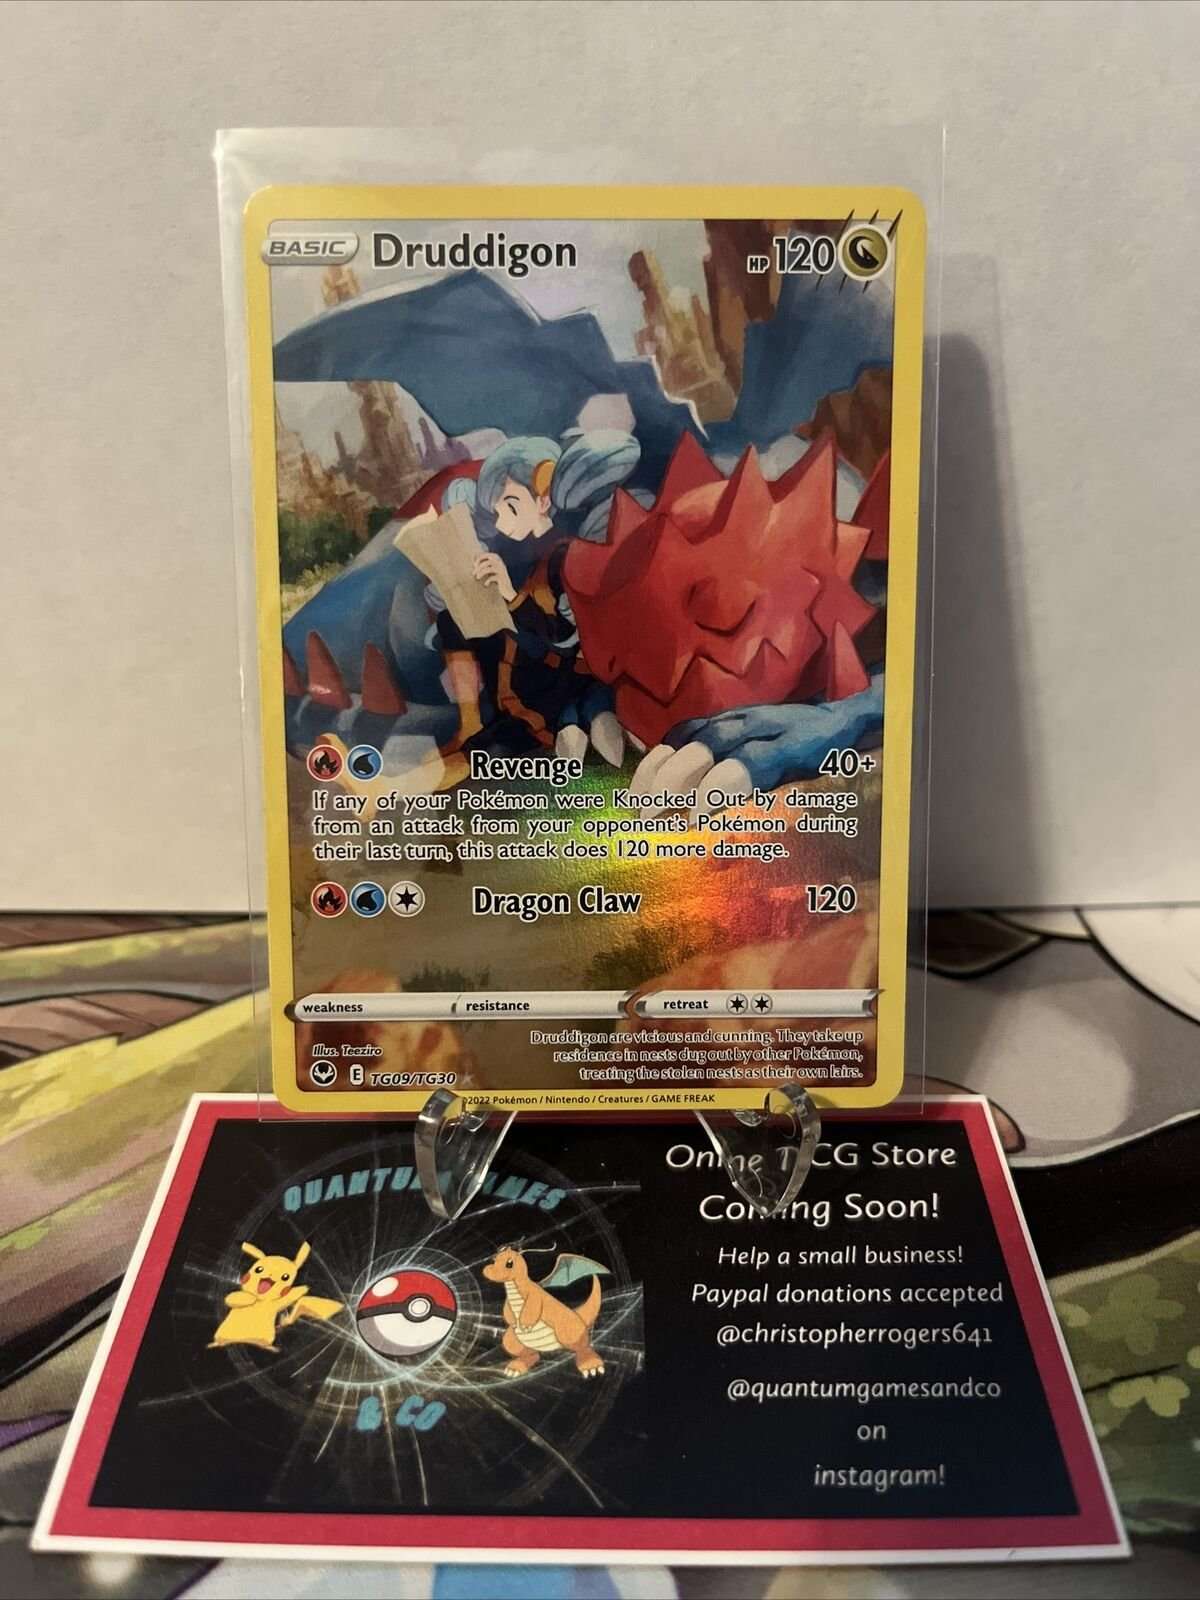 BASIC Druddigon HP 120
Revenge 40+
If any of your Pokémon were Knocked Out by damage
from an attack from your opponent's Pokémon during
their last turn, this attack does 120 more damage.
Dragon Claw 120
weakness resistance retreat
Druddigon are vicious and cunning. They take up
residence in nests dug out by other Pokémon,
treating the stolen nests as their own lairs.
Illus. Teeziro
E TG09/TG30
©2022 Pokémon / Nintendo / Creatures / GAME FREAK
QUANTUM
& CO
Store
Soon!
Help a small business!
Paypal donations accepted
@christopherrogers641
@quantumgamesandco
on
instagram!